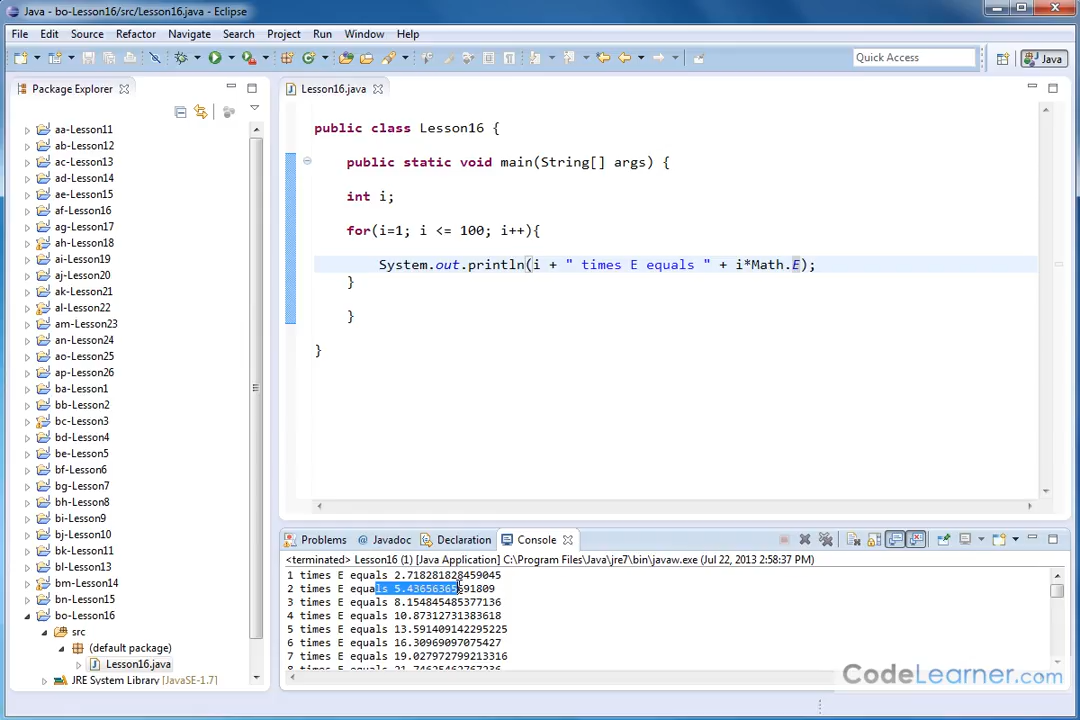 Java - bo-Lesson16/src/Lesson16.java - Eclipse
File Edit Source Refactor Navigate Search Project Run Window Help
Quick Access
Java
Package Explorer
Lesson16.java
aa-Lesson11
ab-Lesson12
ac-Lesson13
ad-Lesson14
ae-Lesson15
af-Lesson16
ag-Lesson17
ah-Lesson18
ai-Lesson19
aj-Lesson20
ak-Lesson21
al-Lesson22
am-Lesson23
an-Lesson24
ao-Lesson25
ap-Lesson26
ba-Lesson1
bb-Lesson2
bc-Lesson3
bd-Lesson4
be-Lesson5
bf-Lesson6
bg-Lesson7
bh-Lesson8
bi-Lesson9
bj-Lesson10
bk-Lesson11
bl-Lesson13
bm-Lesson14
bn-Lesson15
bo-Lesson16
src
(default package)
Lesson16.java
JRE System Library [JavaSE-1.7]
public class Lesson16 {
public static void main(String[] args) {
int i;
for(i=1; i <= 100; i++){
System.out.println(i + " times E equals " + i*Math.E);
}
}
}
Problems @ Javadoc Declaration Console
<terminated> Lesson16 (1) [Java Application] C:\Program Files\Java\jre7\bin\javaw.exe (Jul 22, 2013 2:58:37 PM)
1 times E equals 2.718281828459045
2 times E equals 5.43656365691809
3 times E equals 8.154845485377136
4 times E equals 10.87312731383618
5 times E equals 13.591409142295225
6 times E equals 16.30969097075427
7 times E equals 19.027972799213316
8 times E equals 21.74625462767236
CodeLearner.com